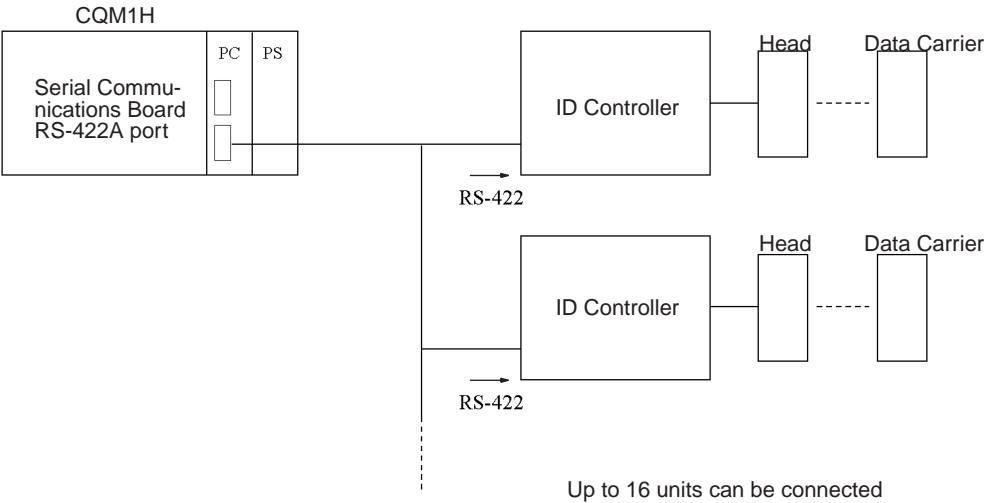 CQM1H
PC PS
Serial Commu-
nications Board
RS-422A port
ID Controller
Head
Data Carrier
RS-422
ID Controller
Head
Data Carrier
RS-422
Up to 16 units can be connected